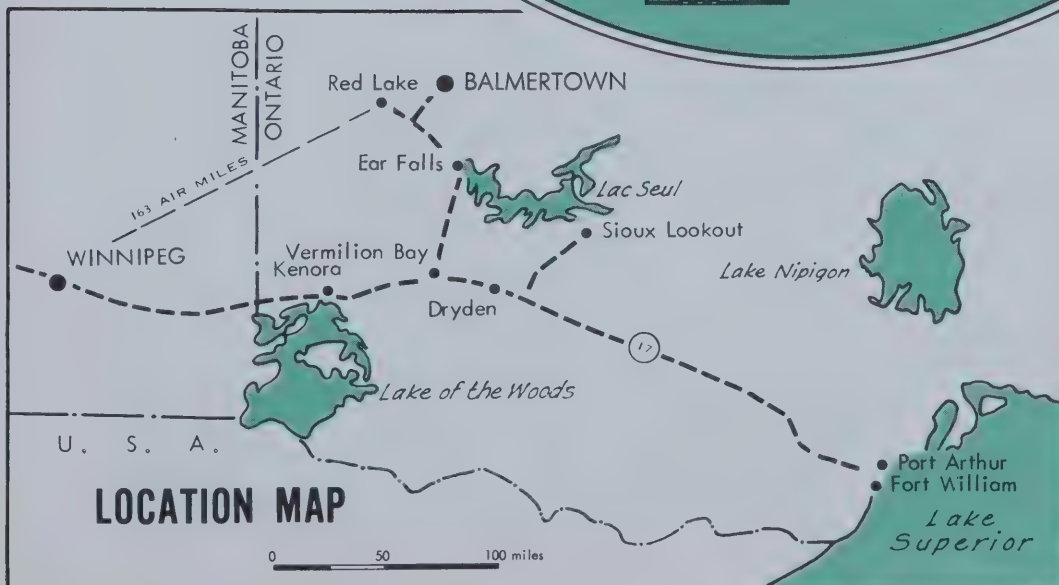 MANITOBA
ONTARIO
Red Lake
BALMERTOWN
Ear Falls
163 AIR MILES
Lac Seul
Sioux Lookout
WINNIPEG
Vermilion Bay
Kenora
Lake Nipigon
Dryden
17
Lake of the Woods
U. S. A.
Port Arthur
Fort William
LOCATION MAP
Lake
Superior
0 50 100 miles